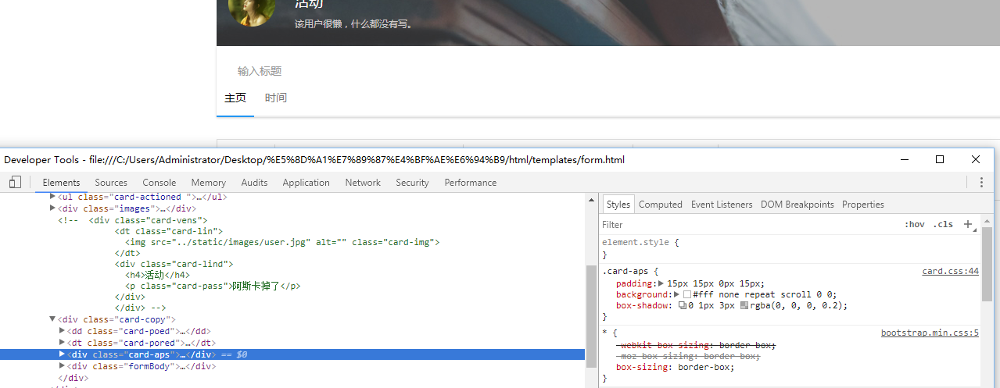 活动
该用户很懒，什么都没有写。
输入标题
主页 时间
Developer Tools - file:///C:/Users/Administrator/Desktop/%E5%8D%A1%E7%89%87%E4%BF%AE%E6%94%B9/html/templates/form.html
Elements Sources Console Memory Audits Application Network Security Performance
<ul class="card-actioned ">…</ul>
<div class="images">…</div>
<!-- <div class="card-vens">
<dt class="card-lin">
<img src="../static/images/user.jpg" alt="" class="card-img">
</dt>
<div class="card-lind">
<h4>活动</h4>
<p class="card-pass">阿斯卡掉了</p>
</div>
</div> -->
<div class="card-copy">
<dd class="card-poed">…</dd>
<dt class="card-pored">…</dt>
<div class="card-aps">…</div> == $0
<div class="formBody">…</div>
</div>
Styles Computed Event Listeners DOM Breakpoints Properties
Filter :hov .cls +
element.style {
}
.card-aps { card.css:44
padding: 15px 15px 0px 15px;
background: #fff none repeat scroll 0 0;
box-shadow: 0 1px 3px rgba(0, 0, 0, 0.2);
}
* { bootstrap.min.css:5
-webkit-box-sizing: border-box;
-moz-box-sizing: border-box;
box-sizing: border-box;
}